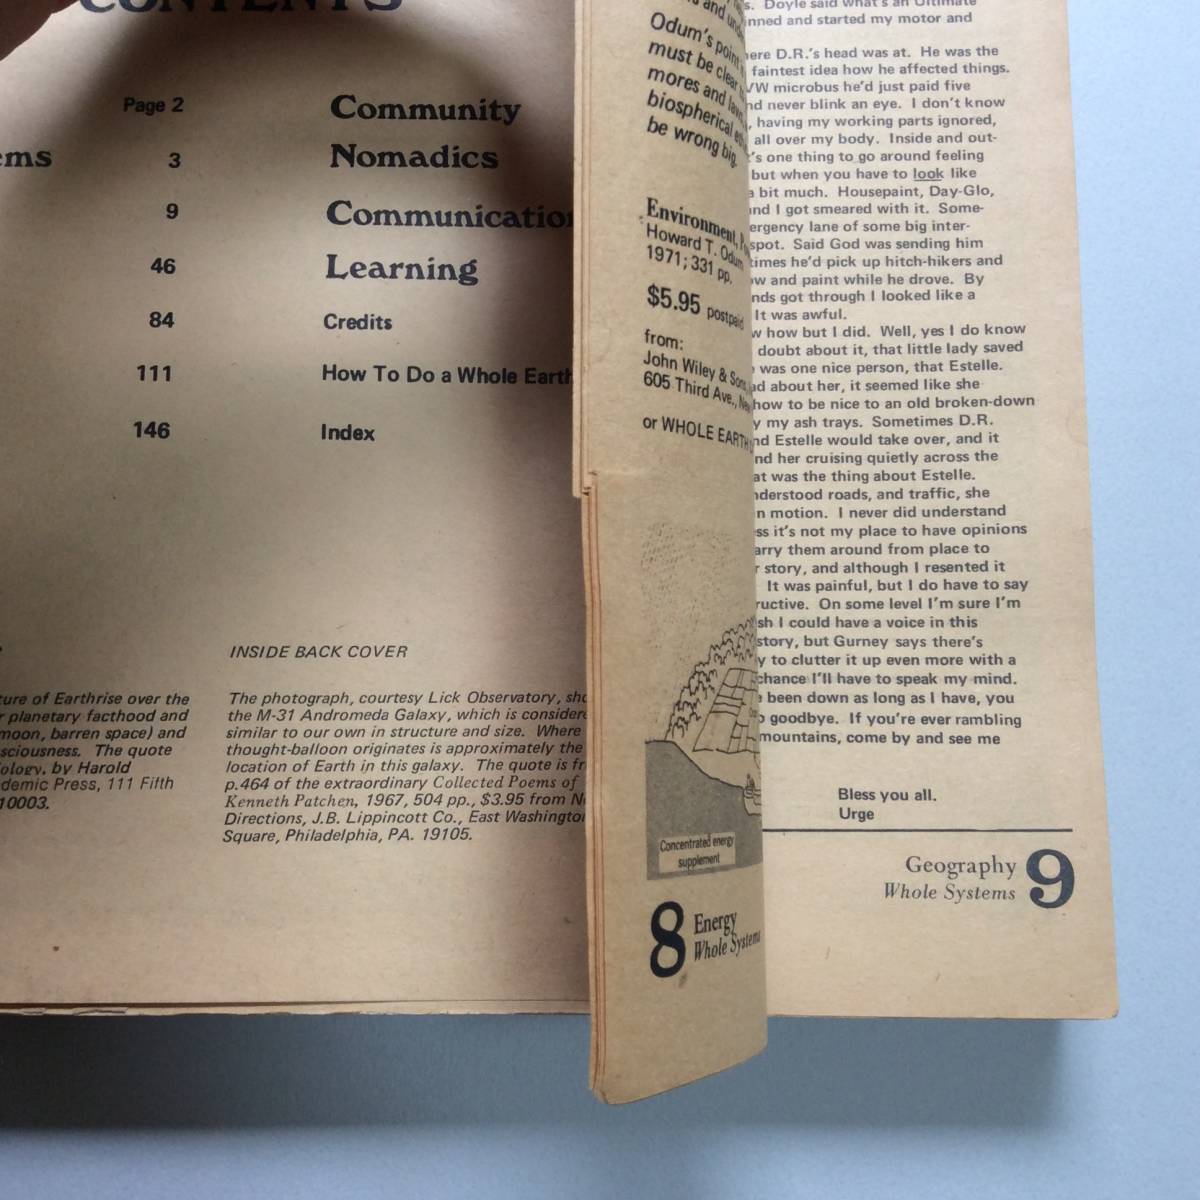 CONTENTS
Page 2
3
9
46
84
111
146
Community
Nomadics
Communication
Learning
Credits
How To Do a Whole Earth
Index
ture of Earthrise over the
planetary facthood and
moon, barren space) and
sciousness. The quote
ology, by Harold
demic Press, 111 Fifth
10003.
INSIDE BACK COVER
The photograph, courtesy Lick Observatory,
the M-31 Andromeda Galaxy, which is considere
similar to our own in structure and size. Where
thought-balloon originates is approximately the
location of Earth in this galaxy. The quote is fr
p.464 of the extraordinary Collected Poems of
Kenneth Patchen, 1967, 504 pp., $3.95 from
Directions, J.B. Lippincott Co., East Washington
Square, Philadelphia, PA. 19105.
and
Odum's point
must be clear
mores and
biospherical
be wrong big.
Environment,
Howard T. Odum
1971; 331 pp.
$5.95 postpaid
from:
John Wiley & Sons,
605 Third Ave.,
or WHOLE EARTH
Concentrated energy
supplement
8 Energy
Whole Systems
s. Doyle said what's an Ultimate
inned and started my motor and
ere D.R.'s head was at. He was the
faintest idea how he affected things.
VW microbus he'd just paid five
nd never blink an eye. I don't know
, having my working parts ignored,
all over my body. Inside and out-
's one thing to go around feeling
but when you have to look like
a bit much. Housepaint, Day-Glo,
and I got smeared with it. Some-
ergency lane of some big inter-
spot. Said God was sending him
times he'd pick up hitch-hikers and
ow and paint while he drove. By
nds got through I looked like a
It was awful.
w how but I did. Well, yes I do know
doubt about it, that little lady saved
was one nice person, that Estelle.
ad about her, it seemed like she
how to be nice to an old broken-down
y my ash trays. Sometimes D.R.
nd Estelle would take over, and it
nd her cruising quietly across the
at was the thing about Estelle.
nderstood roads, and traffic, she
n motion. I never did understand
ss it's not my place to have opinions
arry them around from place to
r story, and although I resented it
It was painful, but I do have to say
ructive. On some level I'm sure I'm
sh I could have a voice in this
story, but Gurney says there's
y to clutter it up even more with a
chance I'll have to speak my mind.
been down as long as I have, you
o goodbye. If you're ever rambling
mountains, come by and see me
Bless you all.
Urge
Geography
Whole Systems 9